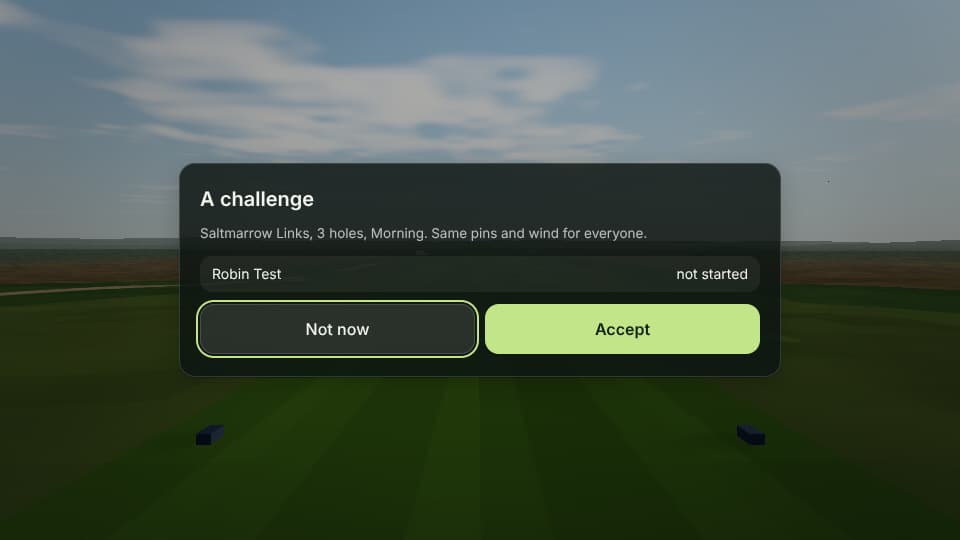 A challenge
Saltmarrow Links, 3 holes, Morning. Same pins and wind for everyone.
Robin Test not started
Not now Accept